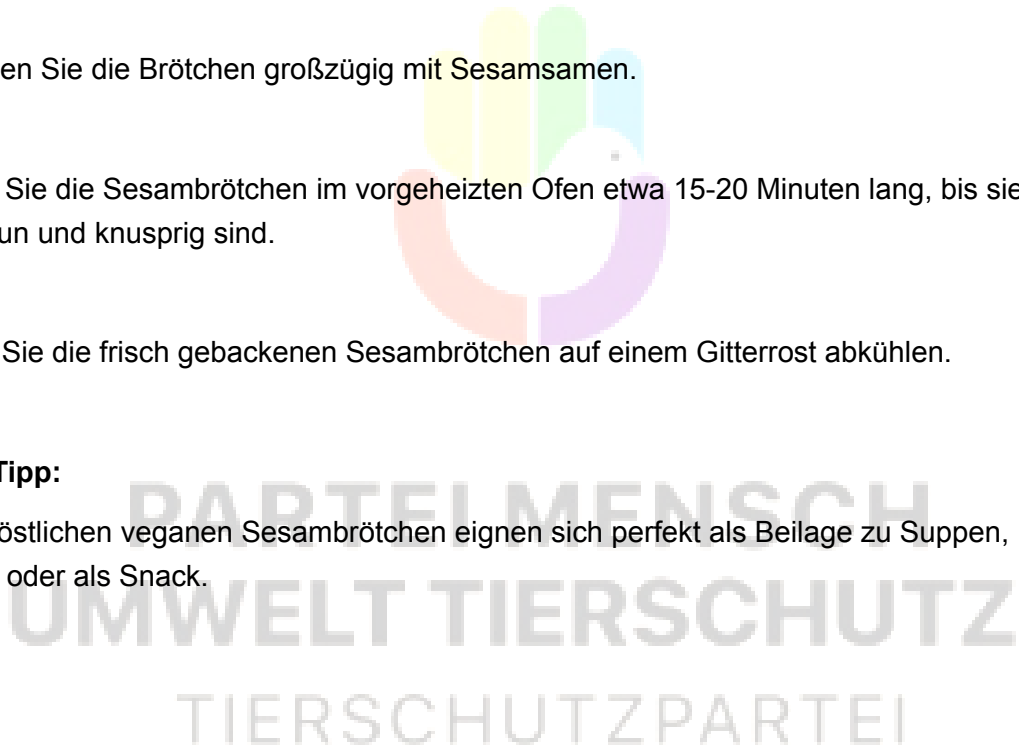 en Sie die Brötchen großzügig mit Sesamsamen.
Sie die Sesambrötchen im vorgeheizten Ofen etwa 15-20 Minuten lang, bis sie
un und knusprig sind.
Sie die frisch gebackenen Sesambrötchen auf einem Gitterrost abkühlen.
Tipp:
östlichen veganen Sesambrötchen eignen sich perfekt als Beilage zu Suppen,
oder als Snack.
PARTEI MENSCH
UMWELT TIERSCHUTZ
TIERSCHUTZPARTEI